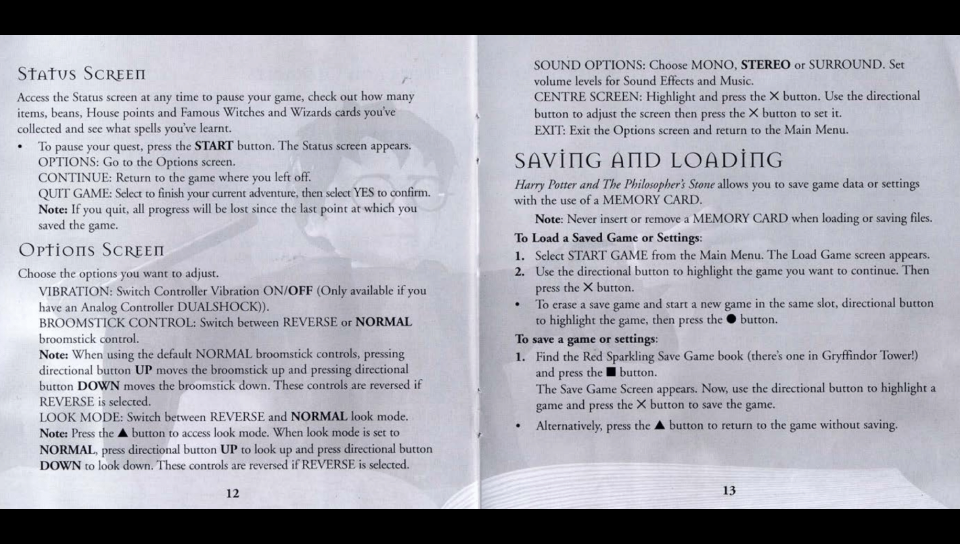 Status Screen
Access the Status screen at any time to pause your game, check out how many
items, beans, House points and Famous Witches and Wizards cards you've
collected and see what spells you've learnt.
• To pause your quest, press the START button. The Status screen appears.
OPTIONS: Go to the Options screen.
CONTINUE: Return to the game where you left off.
QUIT GAME: Select to finish your current adventure, then select YES to confirm.
Note: If you quit, all progress will be lost since the last point at which you
saved the game.
Options Screen
Choose the options you want to adjust.
VIBRATION: Switch Controller Vibration ON/OFF (Only available if you
have an Analog Controller DUALSHOCK)).
BROOMSTICK CONTROL: Switch between REVERSE or NORMAL
broomstick control.
Note: When using the default NORMAL broomstick controls, pressing
directional button UP moves the broomstick up and pressing directional
button DOWN moves the broomstick down. These controls are reversed if
REVERSE is selected.
LOOK MODE: Switch between REVERSE and NORMAL look mode.
Note: Press the ▲ button to access look mode. When look mode is set to
NORMAL, press directional button UP to look up and press directional button
DOWN to look down. These controls are reversed if REVERSE is selected.
12
SOUND OPTIONS: Choose MONO, STEREO or SURROUND. Set
volume levels for Sound Effects and Music.
CENTRE SCREEN: Highlight and press the ✕ button. Use the directional
button to adjust the screen then press the ✕ button to set it.
EXIT: Exit the Options screen and return to the Main Menu.
SAVING AND LOADING
Harry Potter and The Philosopher's Stone allows you to save game data or settings
with the use of a MEMORY CARD.
Note: Never insert or remove a MEMORY CARD when loading or saving files.
To Load a Saved Game or Settings:
1. Select START GAME from the Main Menu. The Load Game screen appears.
2. Use the directional button to highlight the game you want to continue. Then
press the ✕ button.
• To erase a save game and start a new game in the same slot, directional button
to highlight the game, then press the ● button.
To save a game or settings:
1. Find the Red Sparkling Save Game book (there's one in Gryffindor Tower!)
and press the ■ button.
The Save Game Screen appears. Now, use the directional button to highlight a
game and press the ✕ button to save the game.
• Alternatively, press the ▲ button to return to the game without saving.
13